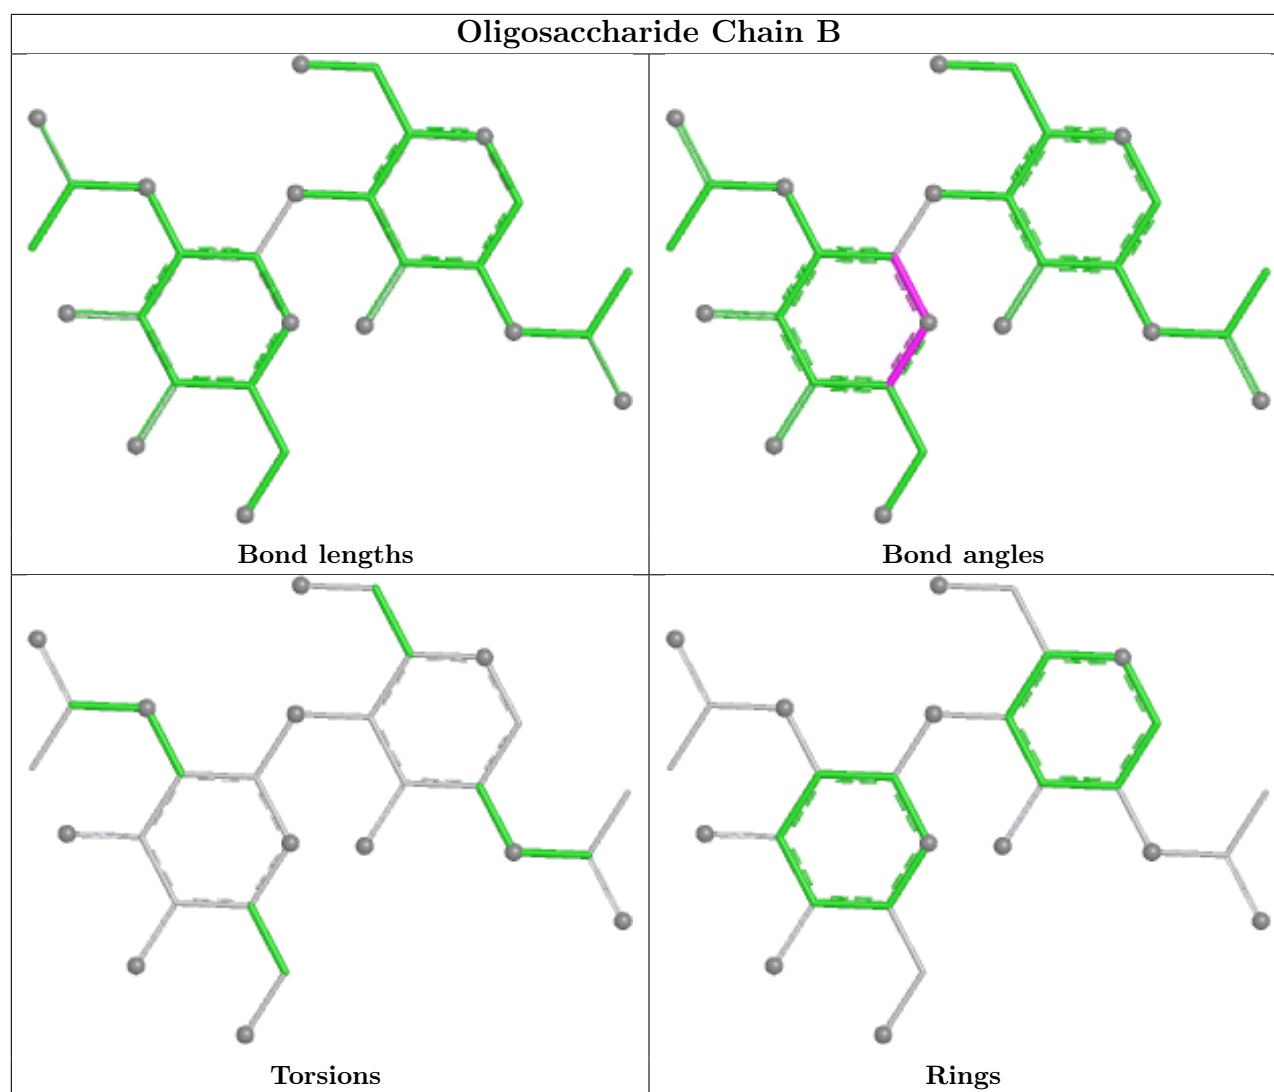 Oligosaccharide Chain B
Bond lengths
Bond angles
Torsions
Rings